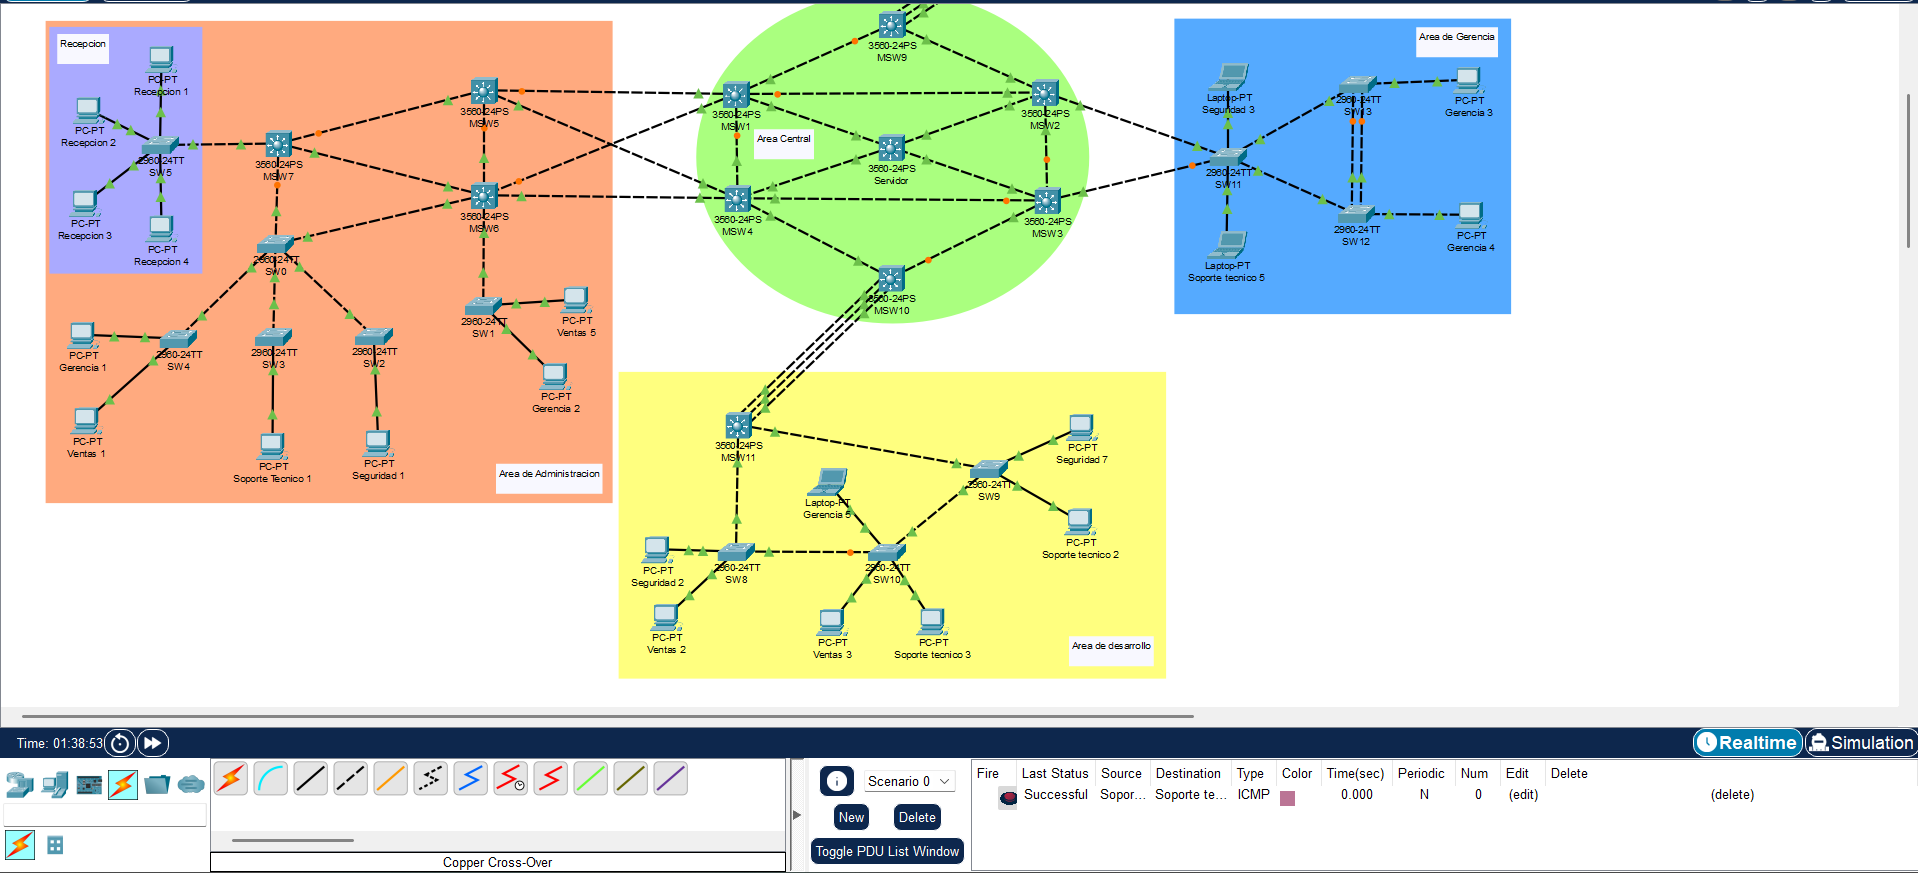 Recepcion
PC-PT
Recepcion 1
PC-PT
Recepcion 2
2960-24TT
SW5
PC-PT
Recepcion 3
PC-PT
Recepcion 4
3560-24PS
MSW7
3560-24PS
MSW5
3560-24PS
MSW6
2960-24TT
SW0
2960-24TT
SW1
PC-PT
Ventas 5
PC-PT
Gerencia 2
PC-PT
Gerencia 1
2960-24TT
SW4
2960-24TT
SW3
2960-24TT
SW2
PC-PT
Ventas 1
PC-PT
Soporte Tecnico 1
PC-PT
Seguridad 1
Area de Administracion
3560-24PS
MSW9
3560-24PS
MSW1
3560-24PS
MSW2
Area Central
3560-24PS
Servidor
3560-24PS
MSW4
3560-24PS
MSW3
3560-24PS
MSW10
Area de Gerencia
Laptop-PT
Seguridad 3
2960-24TT
SW13
PC-PT
Gerencia 3
2960-24TT
SW11
2960-24TT
SW12
PC-PT
Gerencia 4
Laptop-PT
Soporte tecnico 5
3560-24PS
MSW11
Laptop-PT
Gerencia 5
2960-24TT
SW9
PC-PT
Seguridad 7
PC-PT
Soporte tecnico 2
PC-PT
Seguridad 2
2960-24TT
SW8
2960-24TT
SW10
PC-PT
Ventas 2
PC-PT
Ventas 3
PC-PT
Soporte tecnico 3
Area de desarrollo
Time: 01:38:53
Realtime
Simulation
Copper Cross-Over
Scenario 0
New
Delete
Toggle PDU List Window
Fire Last Status Source Destination Type Color Time(sec) Periodic Num Edit Delete
Successful Sopor... Soporte te... ICMP 0.000 N 0 (edit) (delete)